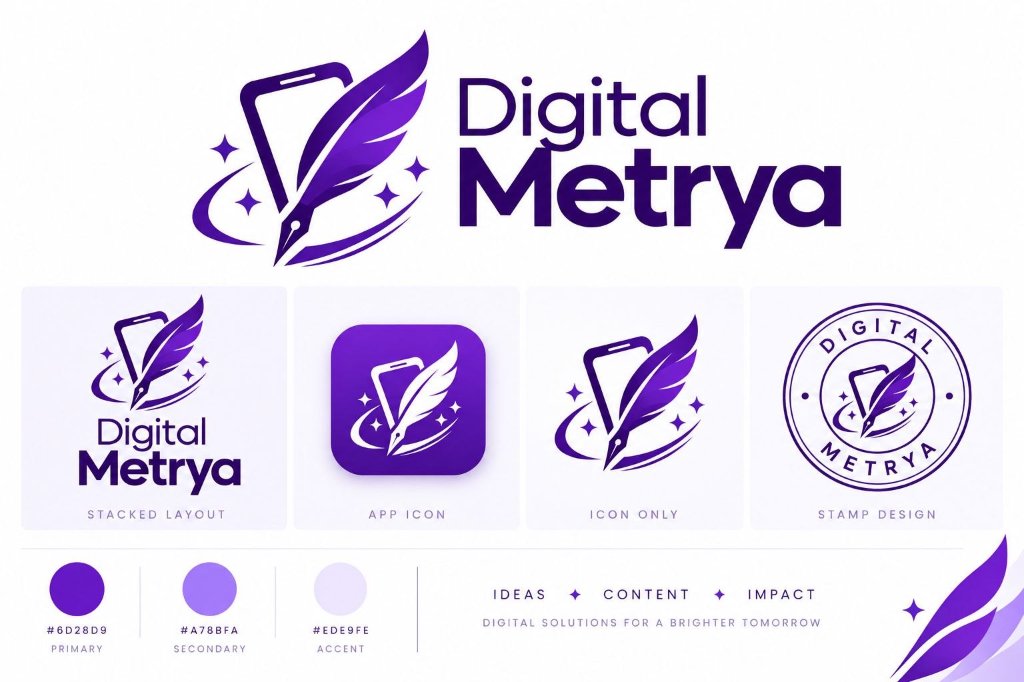 Digital
Metrya
Digital
Metrya
STACKED LAYOUT
APP ICON
ICON ONLY
DIGITAL
METRYA
STAMP DESIGN
#6D28D9
PRIMARY
#A78BFA
SECONDARY
#EDE9FE
ACCENT
IDEAS ✦ CONTENT ✦ IMPACT
DIGITAL SOLUTIONS FOR A BRIGHTER TOMORROW